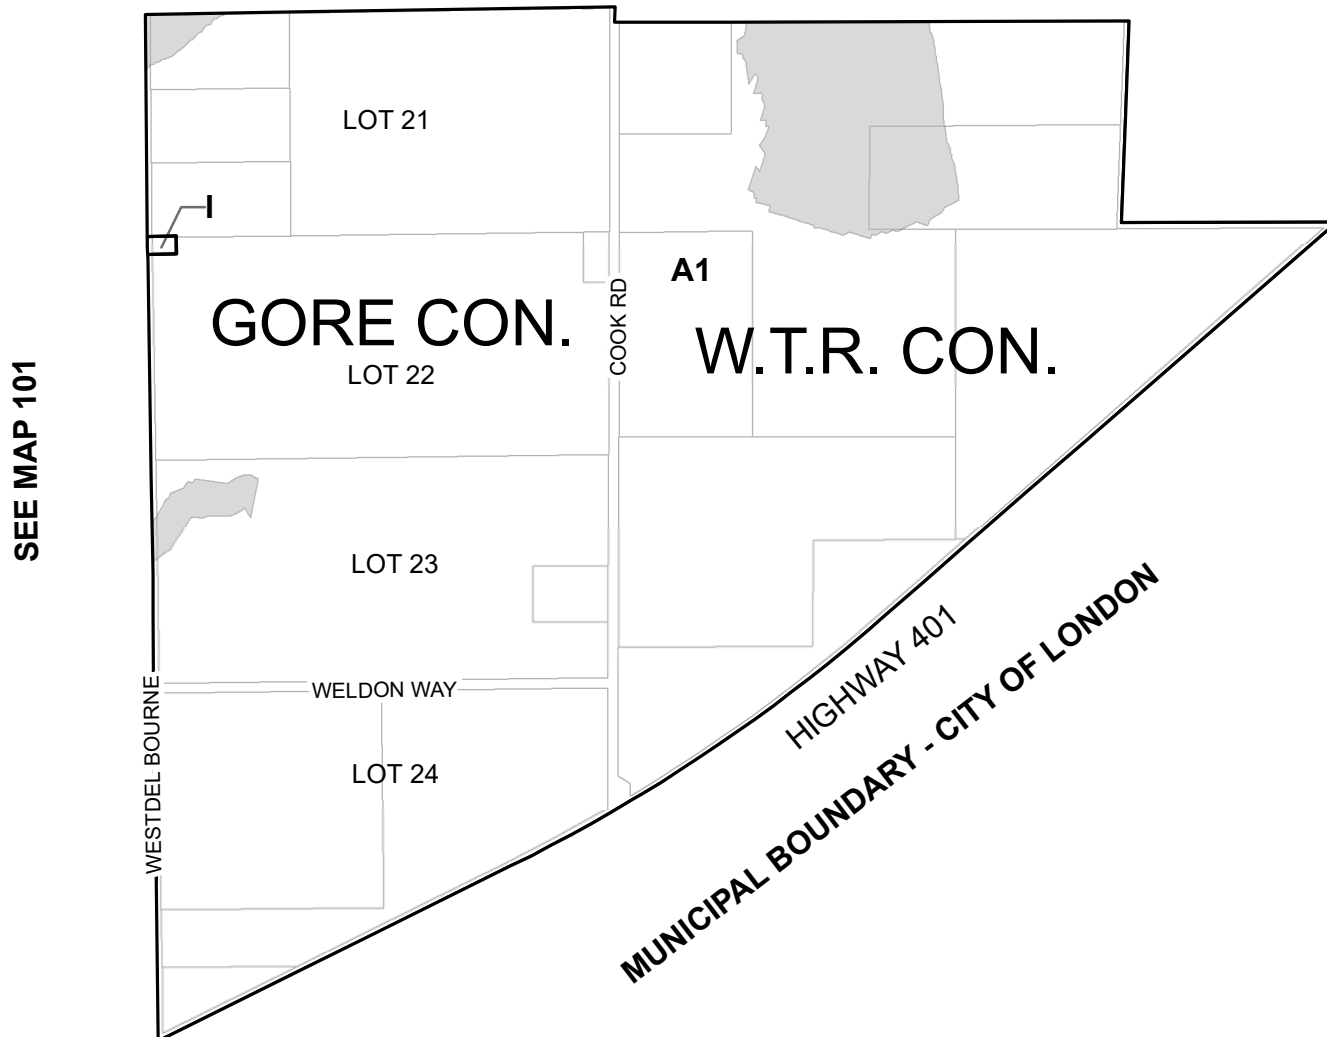 LOT 21
I
A1
GORE CON.
COOK RD
W.T.R. CON.
LOT 22
SEE MAP 101
LOT 23
HIGHWAY 401
MUNICIPAL BOUNDARY - CITY OF LONDON
WELDON WAY
WESTDEL BOURNE
LOT 24